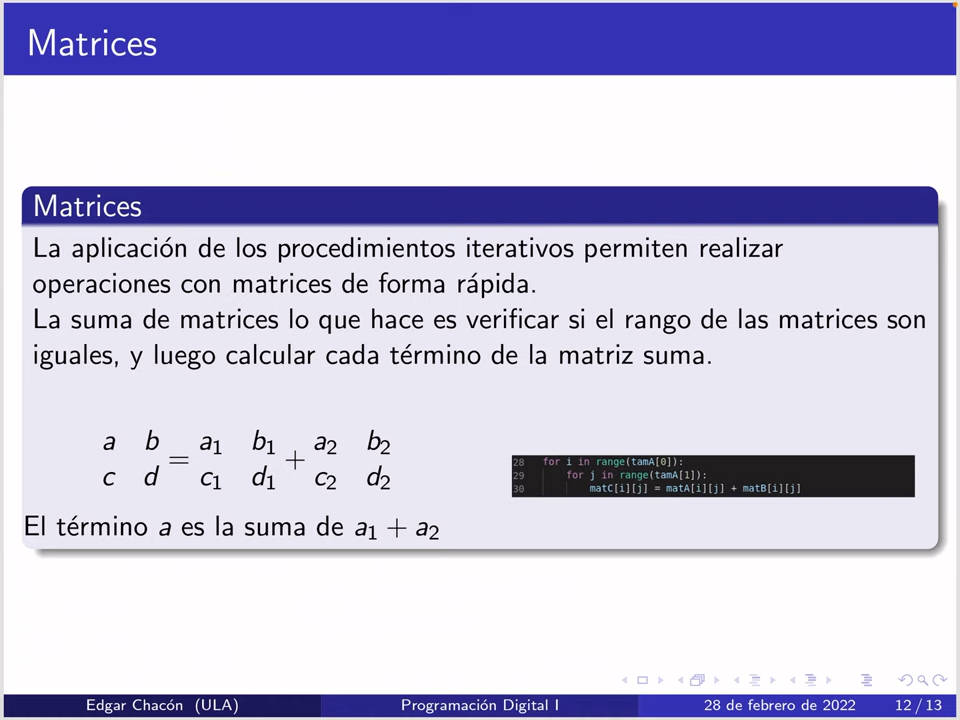 Matrices
Matrices
La aplicación de los procedimientos iterativos permiten realizar
operaciones con matrices de forma rápida.
La suma de matrices lo que hace es verificar si el rango de las matrices son
iguales, y luego calcular cada término de la matriz suma.
a b = a₁ b₁ + a₂ b₂
c d c₁ d₁ c₂ d₂
28 for i in range(tamA[0]):
29 for j in range(tamA[1]):
30 matC[i][j] = matA[i][j] + matB[i][j]
El término a es la suma de a₁ + a₂
Edgar Chacón (ULA) Programación Digital I 28 de febrero de 2022 12 / 13